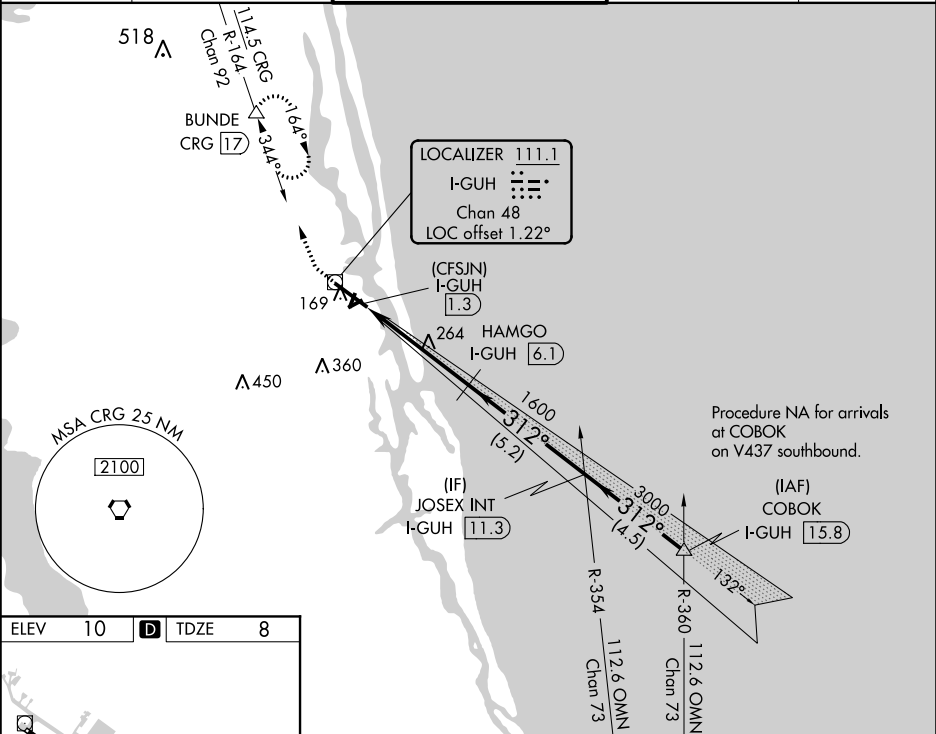 518
114.5 CRG
R-164
Chan 92
BUNDE
CRG 17
164°
344°
LOCALIZER 111.1
I-GUH
Chan 48
LOC offset 1.22°
(CFSJN)
I-GUH
1.3
169
264
HAMGO
I-GUH 6.1
360
450
1600
312°
(5.2)
Procedure NA for arrivals
at COBOK
on V437 southbound.
MSA CRG 25 NM
2100
(IF)
JOSEX INT
I-GUH 11.3
3000
312°
(4.5)
(IAF)
COBOK
I-GUH 15.8
132°
R-354
112.6 OMN
Chan 73
R-360
112.6 OMN
Chan 73
ELEV 10 D TDZE 8